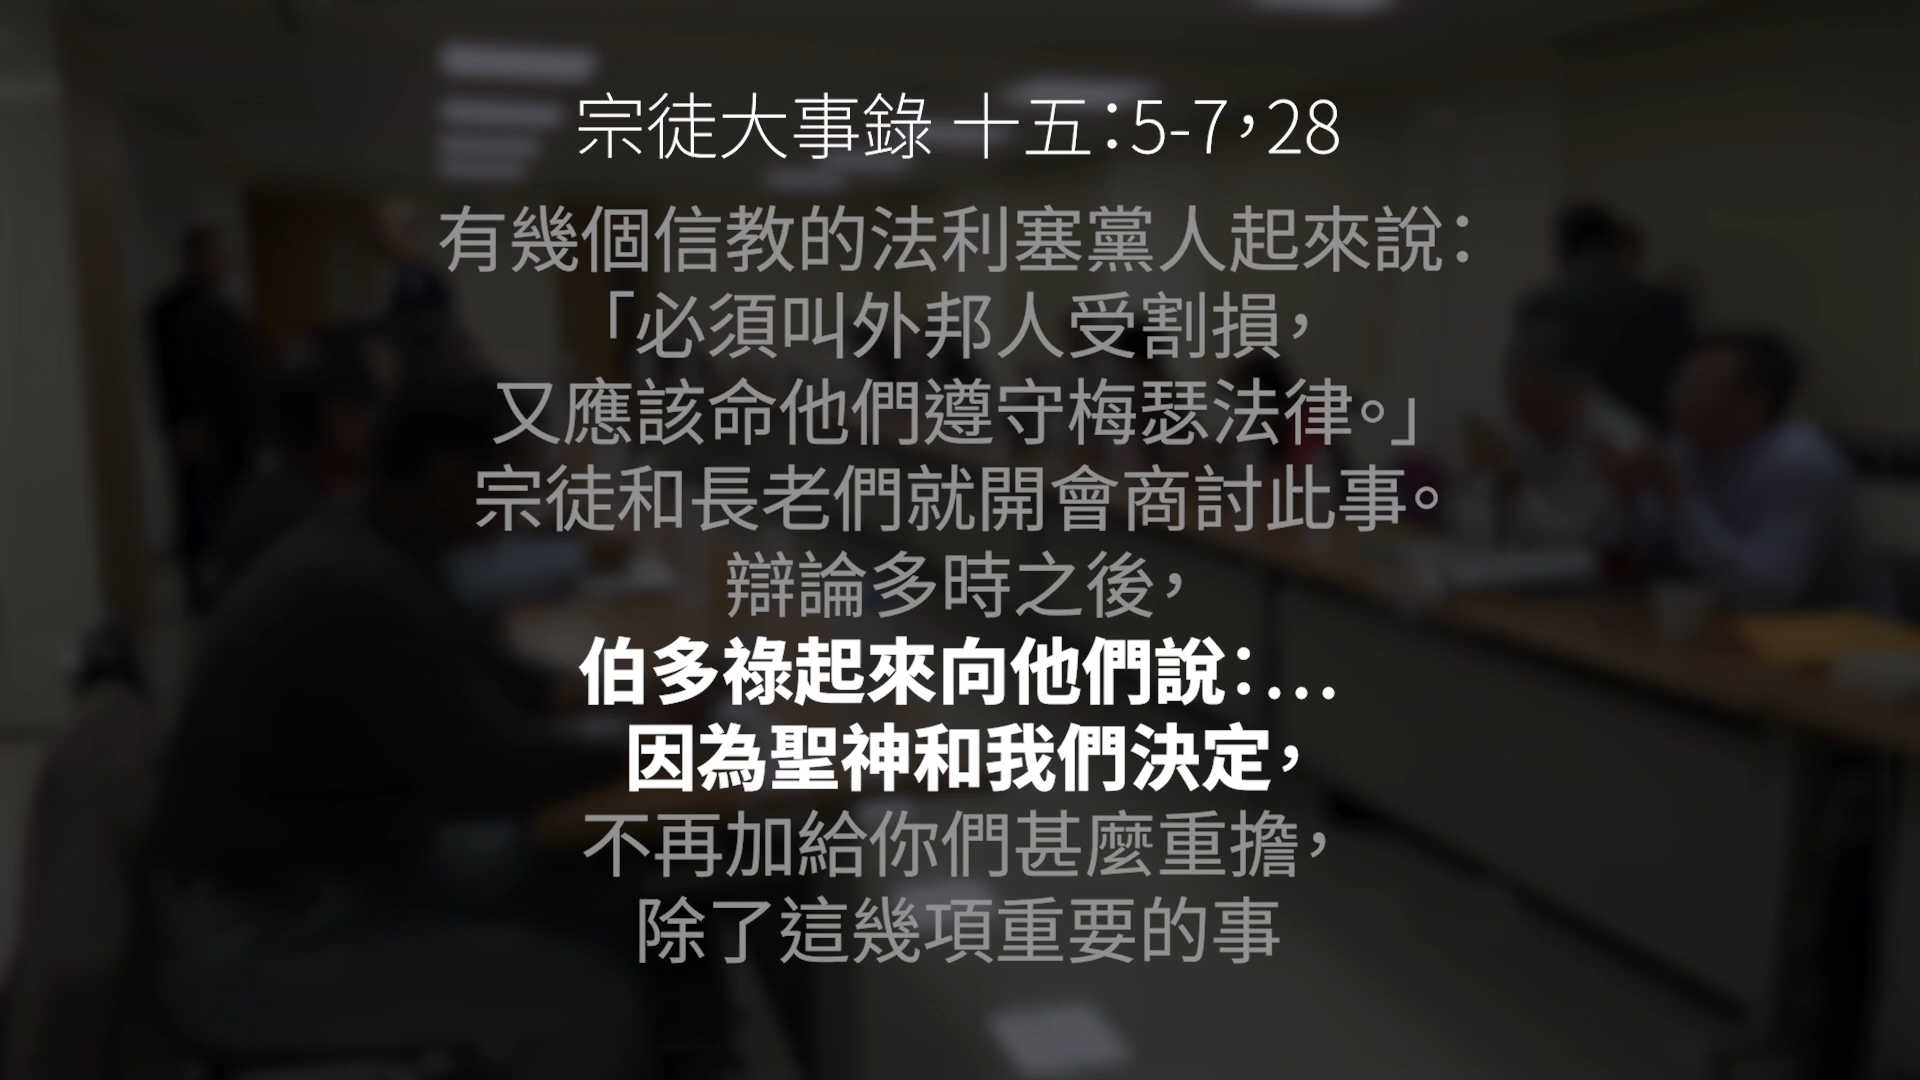 宗徒大事錄 十五：5-7，28
有幾個信教的法利塞黨人起來說：
「必須叫外邦人受割損，
又應該命他們遵守梅瑟法律。」
宗徒和長老們就開會商討此事。
辯論多時之後，
伯多祿起來向他們說：...
因為聖神和我們決定，
不再加給你們甚麼重擔，
除了這幾項重要的事